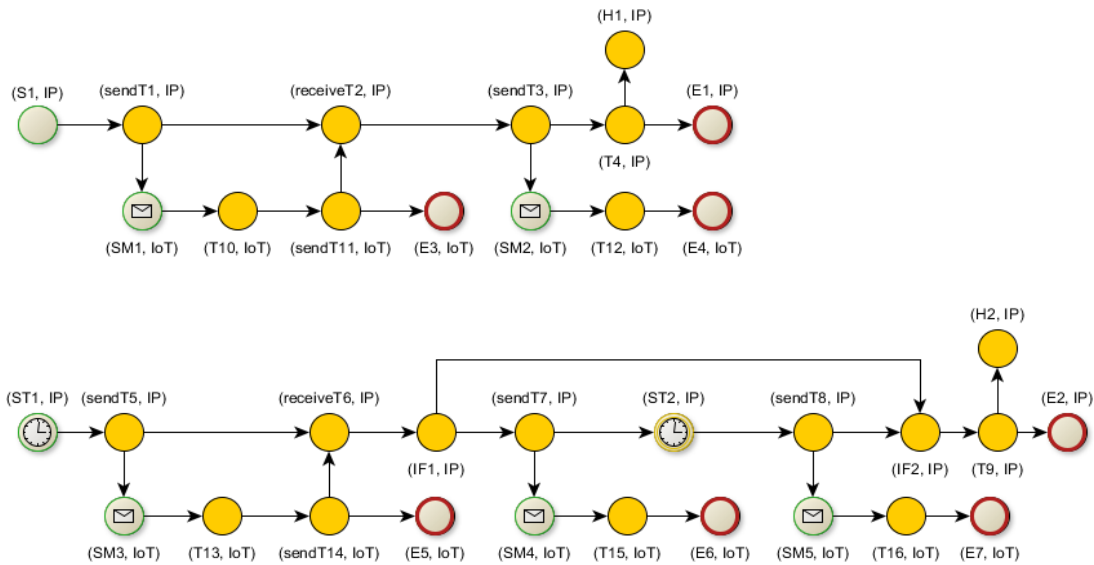 (H1, IP)
(S1, IP) (sendT1, IP) (receiveT2, IP) (sendT3, IP) (E1, IP)
(T4, IP)
(SM1, IoT) (T10, IoT) (sendT11, IoT) (E3, IoT) (SM2, IoT) (T12, IoT) (E4, IoT)
(H2, IP)
(ST1, IP) (sendT5, IP) (receiveT6, IP) (sendT7, IP) (ST2, IP) (sendT8, IP) (E2, IP)
(IF1, IP) (IF2, IP) (T9, IP)
(SM3, IoT) (T13, IoT) (sendT14, IoT) (E5, IoT) (SM4, IoT) (T15, IoT) (E6, IoT) (SM5, IoT) (T16, IoT) (E7, IoT)